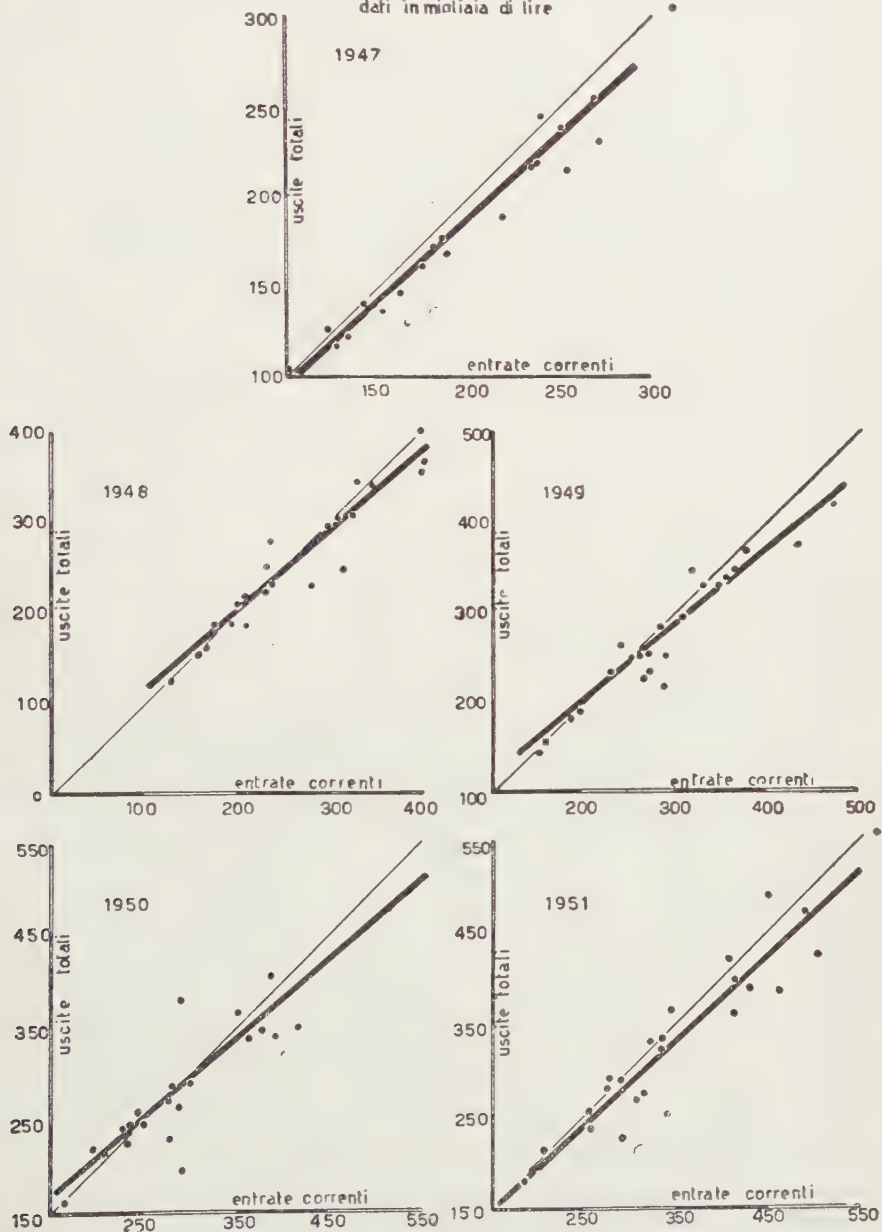 dati in migliaia di lire
300
1947
250
uscite totali
200
150
100
entrate correnti
150 200 250 300
400
1948
300
uscite totali
200
100
0
entrate correnti
100 200 300 400
500
1949
400
uscite totali
300
200
100
entrate correnti
200 300 400 500
550
1950
450
uscite totali
350
250
150
entrate correnti
250 350 450 550
550
1951
450
uscite totali
350
250
150
entrate correnti
250 350 450 550